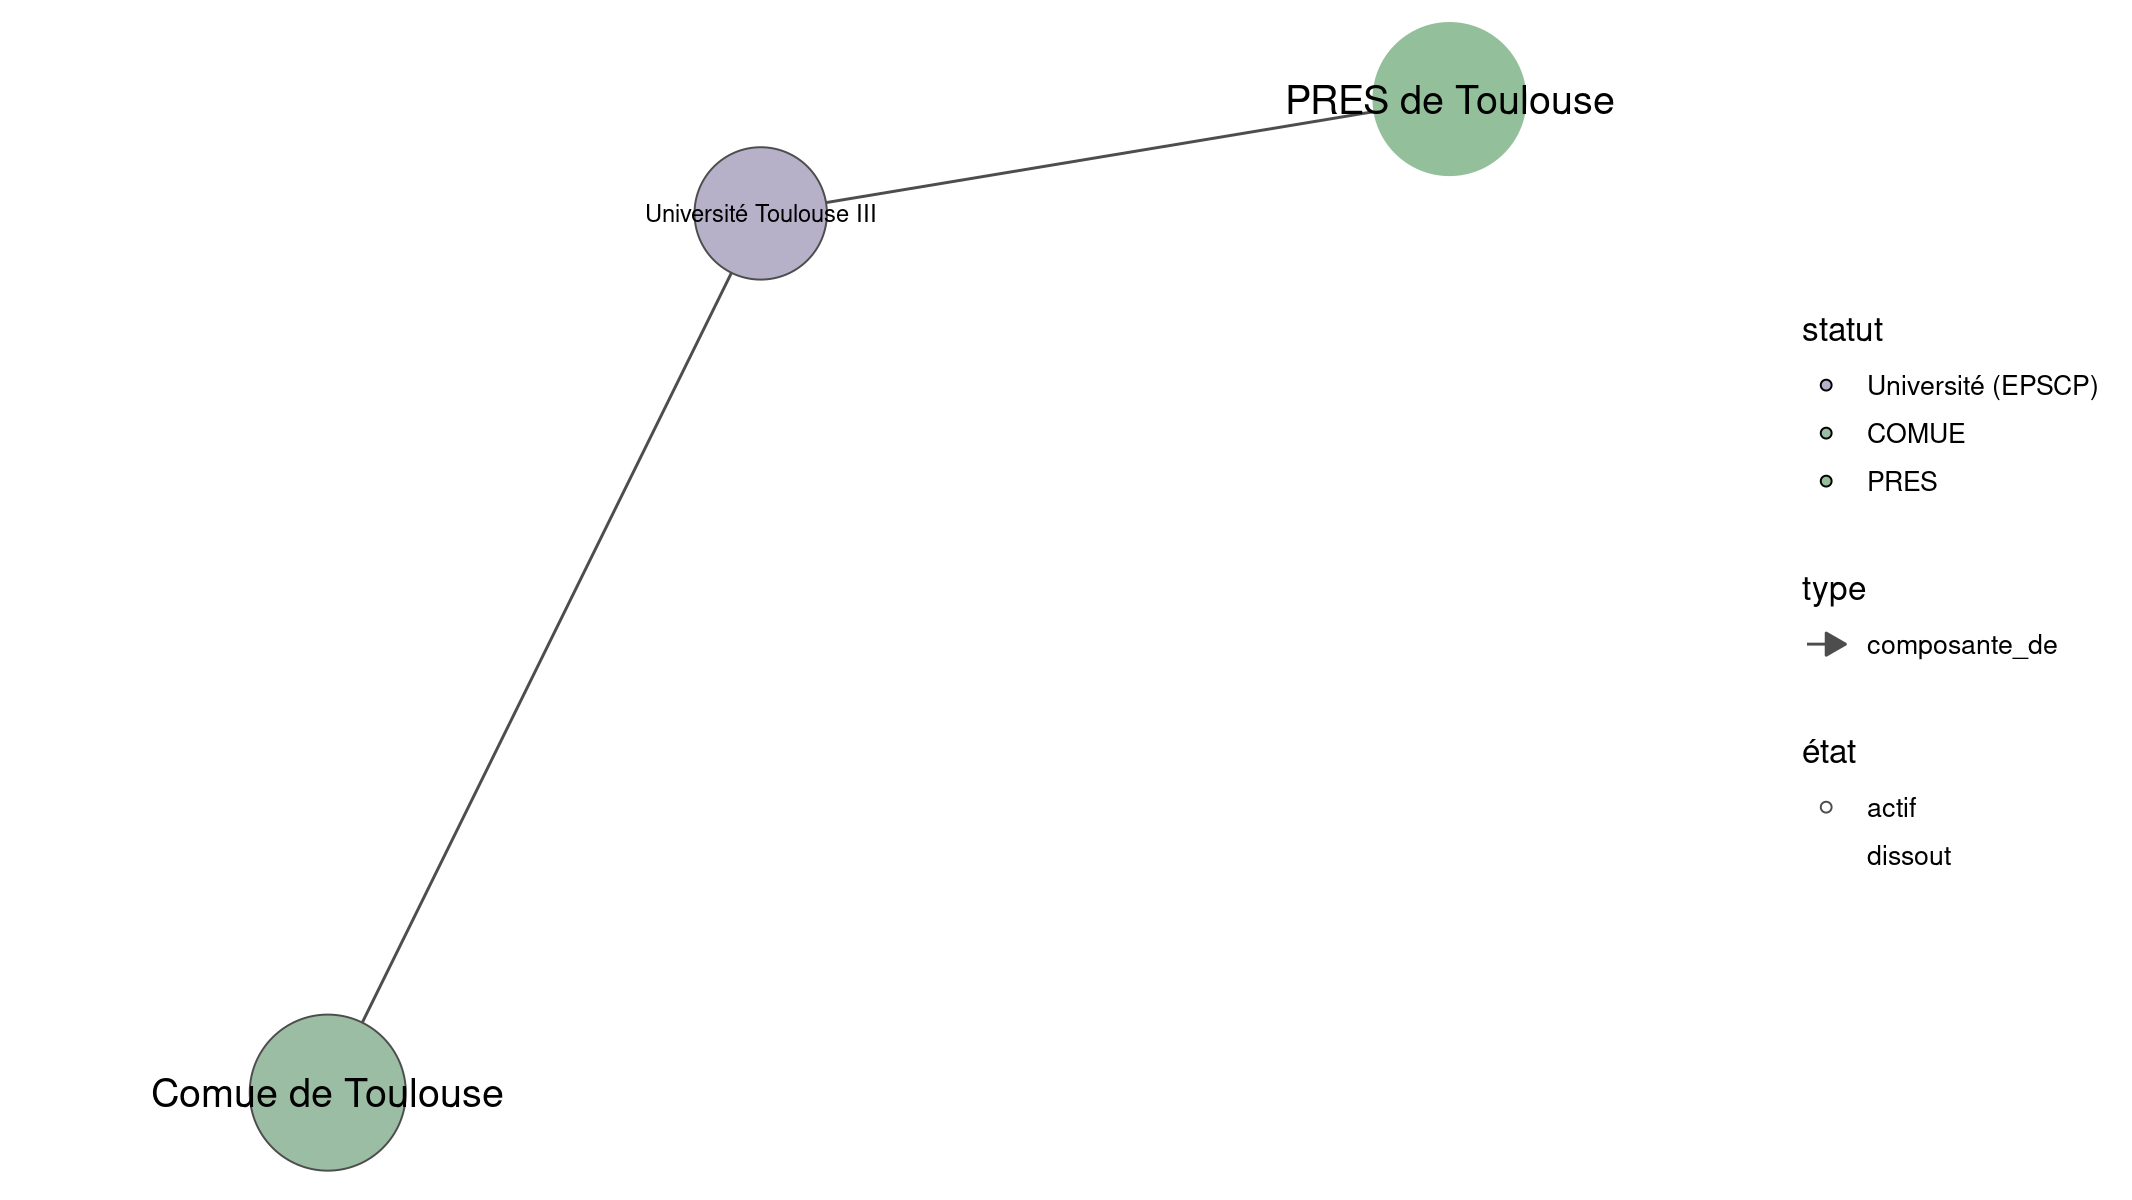 PRES de Toulouse
Université Toulouse III
Comue de Toulouse
statut
Université (EPSCP)
COMUE
PRES
type
composante_de
état
actif
dissout